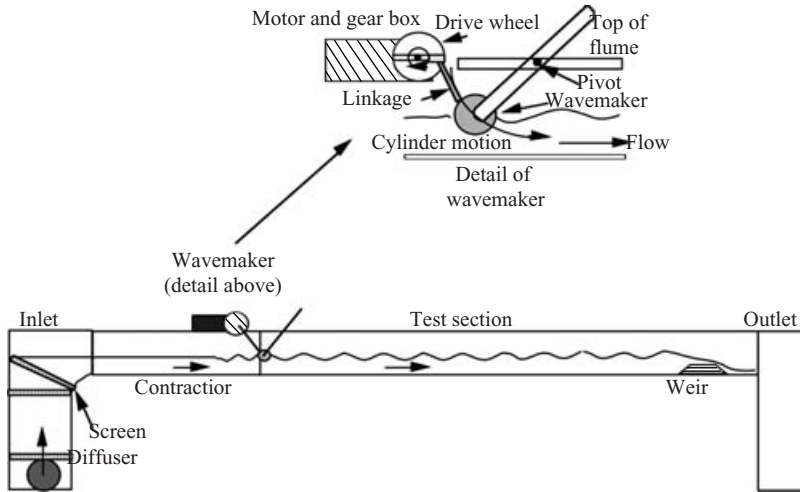 Motor and gear box
Drive wheel
Top of
flume
Pivot
Linkage
Wavemaker
Cylinder motion
Flow
Detail of
wavemaker
Wavemaker
(detail above)
Inlet
Test section
Outlet
Contractior
Weir
Screen
Diffuser